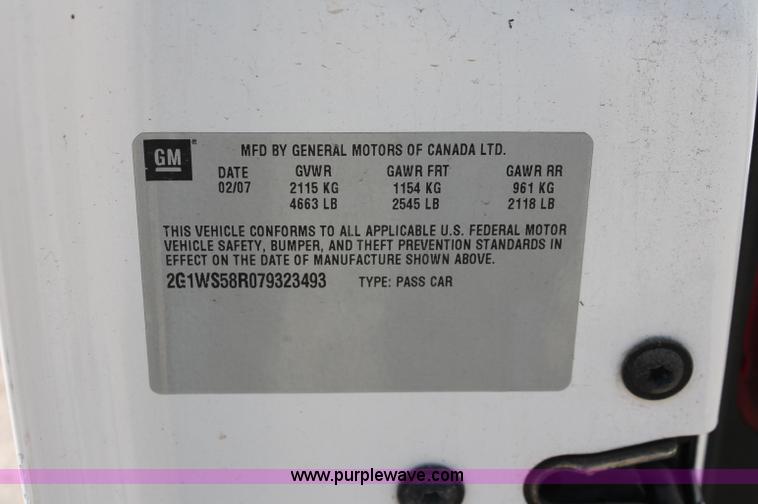 GM
MFD BY GENERAL MOTORS OF CANADA LTD.
DATE GVWR GAWR FRT GAWR RR
02/07 2115 KG 1154 KG 961 KG
4663 LB 2545 LB 2118 LB
THIS VEHICLE CONFORMS TO ALL APPLICABLE U.S. FEDERAL MOTOR
VEHICLE SAFETY, BUMPER, AND THEFT PREVENTION STANDARDS IN
EFFECT ON THE DATE OF MANUFACTURE SHOWN ABOVE.
2G1WS58R079323493 TYPE: PASS CAR
www.purplewave.com